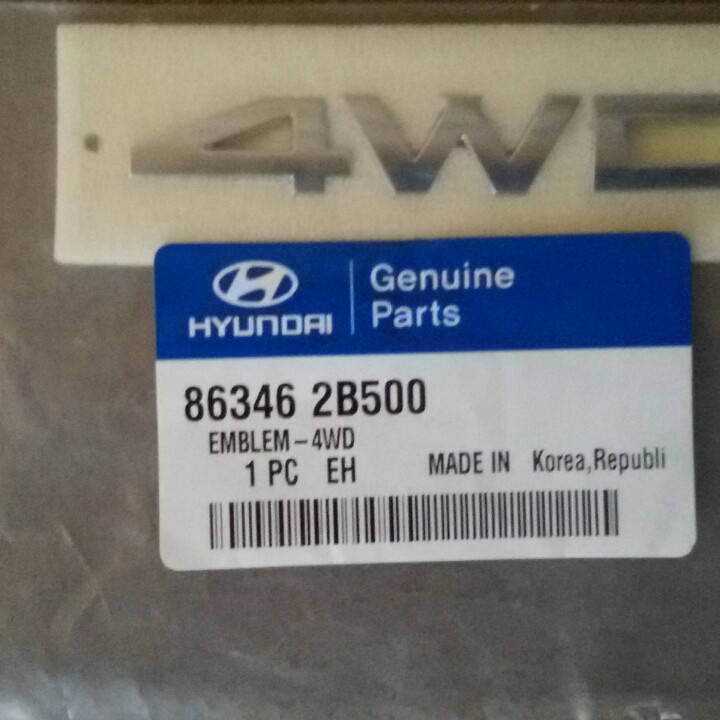 4WD
HYUNDAI
Genuine
Parts
86346 2B500
EMBLEM-4WD
1 PC EH MADE IN Korea,Republi